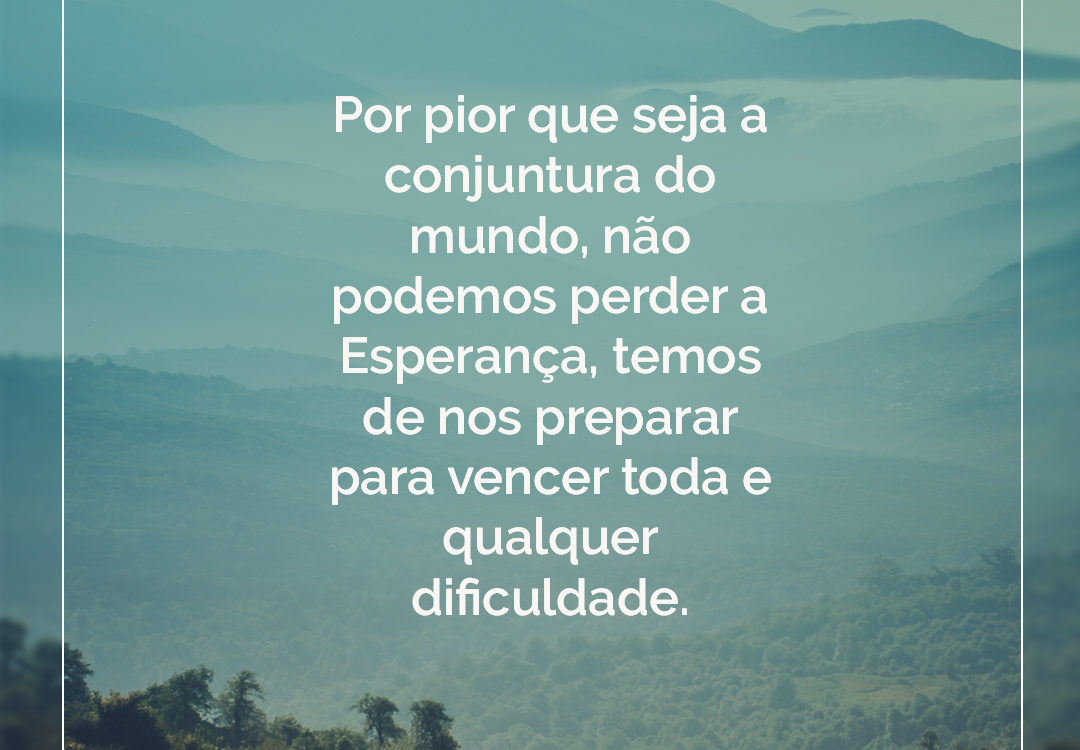 Por pior que seja a
conjuntura do
mundo, não
podemos perder a
Esperança, temos
de nos preparar
para vencer toda e
qualquer
dificuldade.